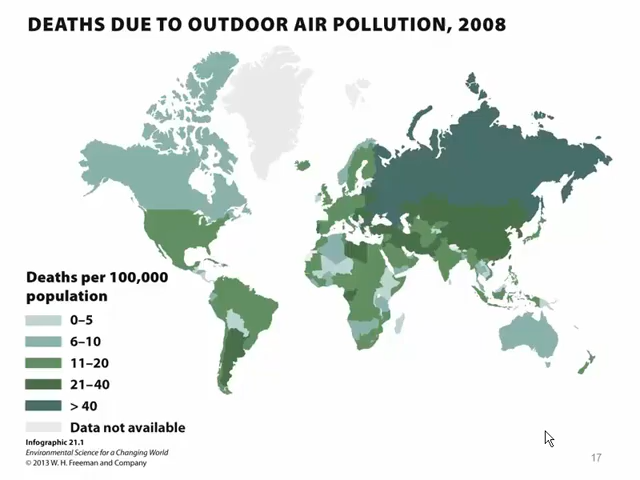 DEATHS DUE TO OUTDOOR AIR POLLUTION, 2008
Deaths per 100,000
population
0–5
6–10
11–20
21–40
> 40
Data not available
Infographic 21.1
Environmental Science for a Changing World
© 2013 W. H. Freeman and Company
17